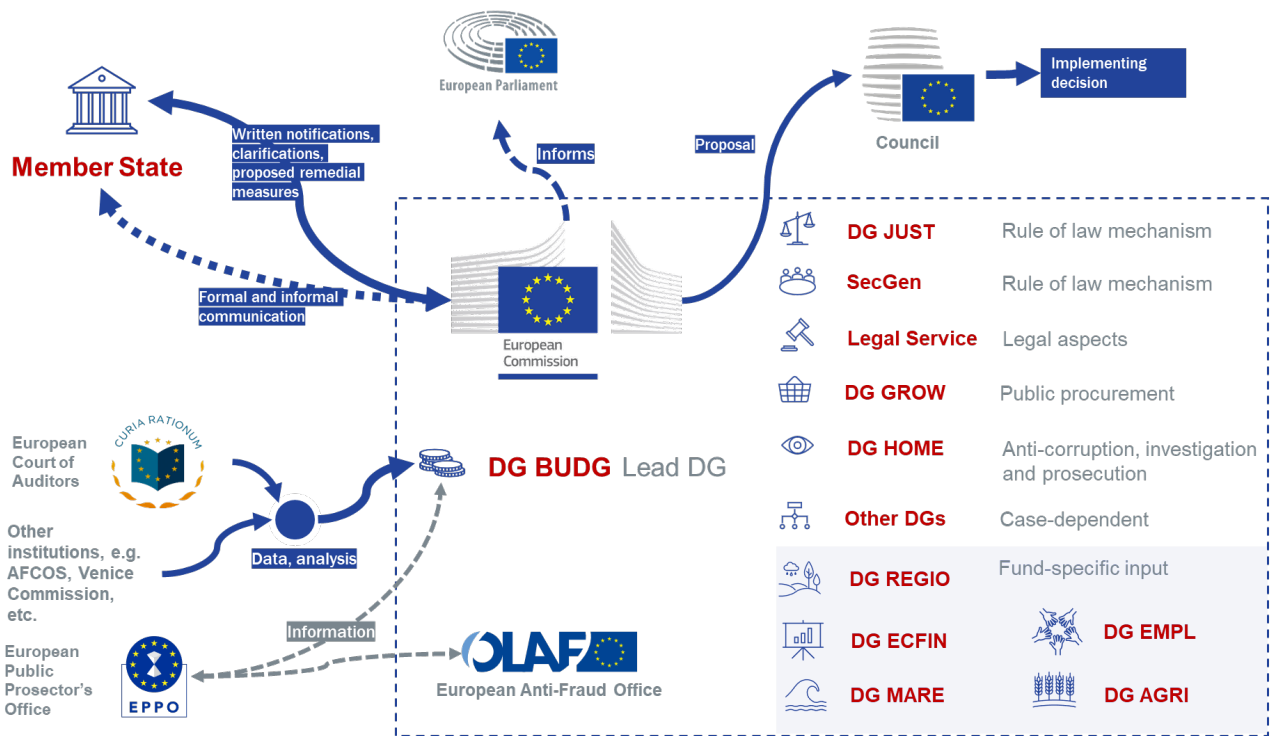 European Parliament
Implementing
decision
Council
Member State
Written notifications,
clarifications,
proposed remedial
measures
Informs
Proposal
Formal and informal
communication
European
Commission
DG JUST Rule of law mechanism
SecGen Rule of law mechanism
Legal Service Legal aspects
DG GROW Public procurement
DG HOME Anti-corruption, investigation
and prosecution
Other DGs Case-dependent
DG REGIO Fund-specific input
DG ECFIN DG EMPL
DG MARE DG AGRI
European
Court of
Auditors
CURIA RATIONUM
DG BUDG Lead DG
Other
institutions, e.g.
AFCOS, Venice
Commission,
etc.
Data, analysis
Information
European
Public
Prosector's
Office
EPPO
OLAF
European Anti-Fraud Office